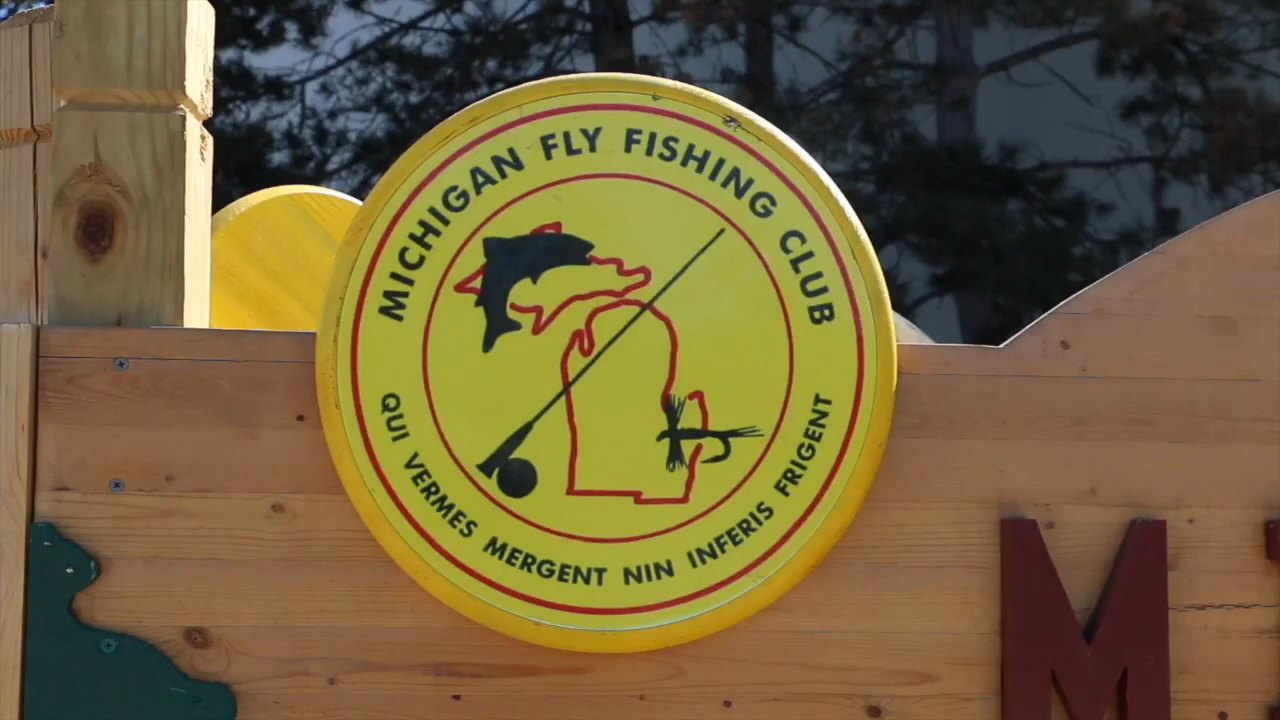 MICHIGAN FLY FISHING CLUB
QUI VERMES MERGENT NIN INFERIS FRIGENT
M